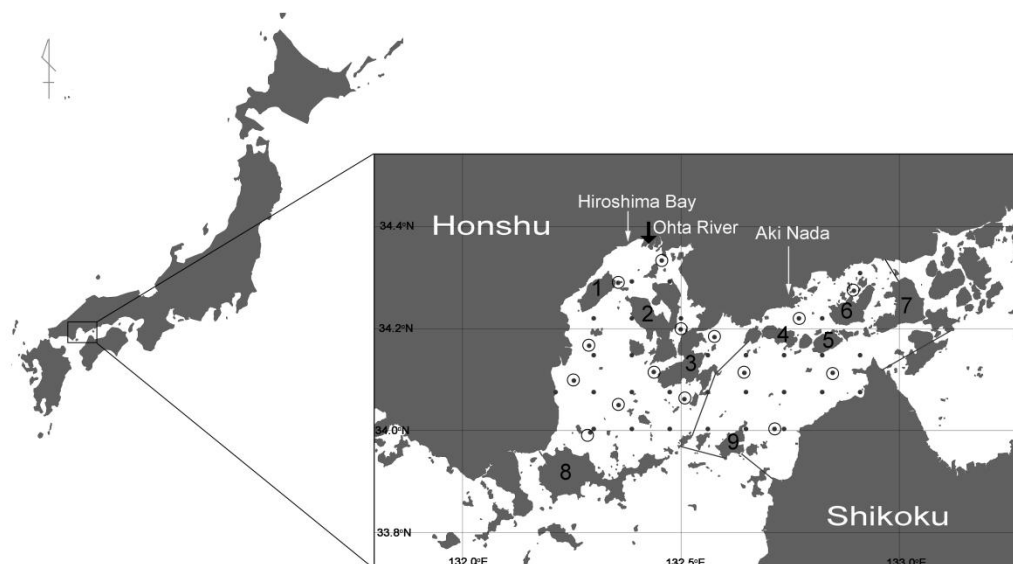 Hiroshima Bay
Honshu
Ohta River
Aki Nada
34.4°N
1
2
6
7
34.2°N
4
5
3
34.0°N
9
8
Shikoku
33.8°N
132.0°E
132.5°E
133.0°E